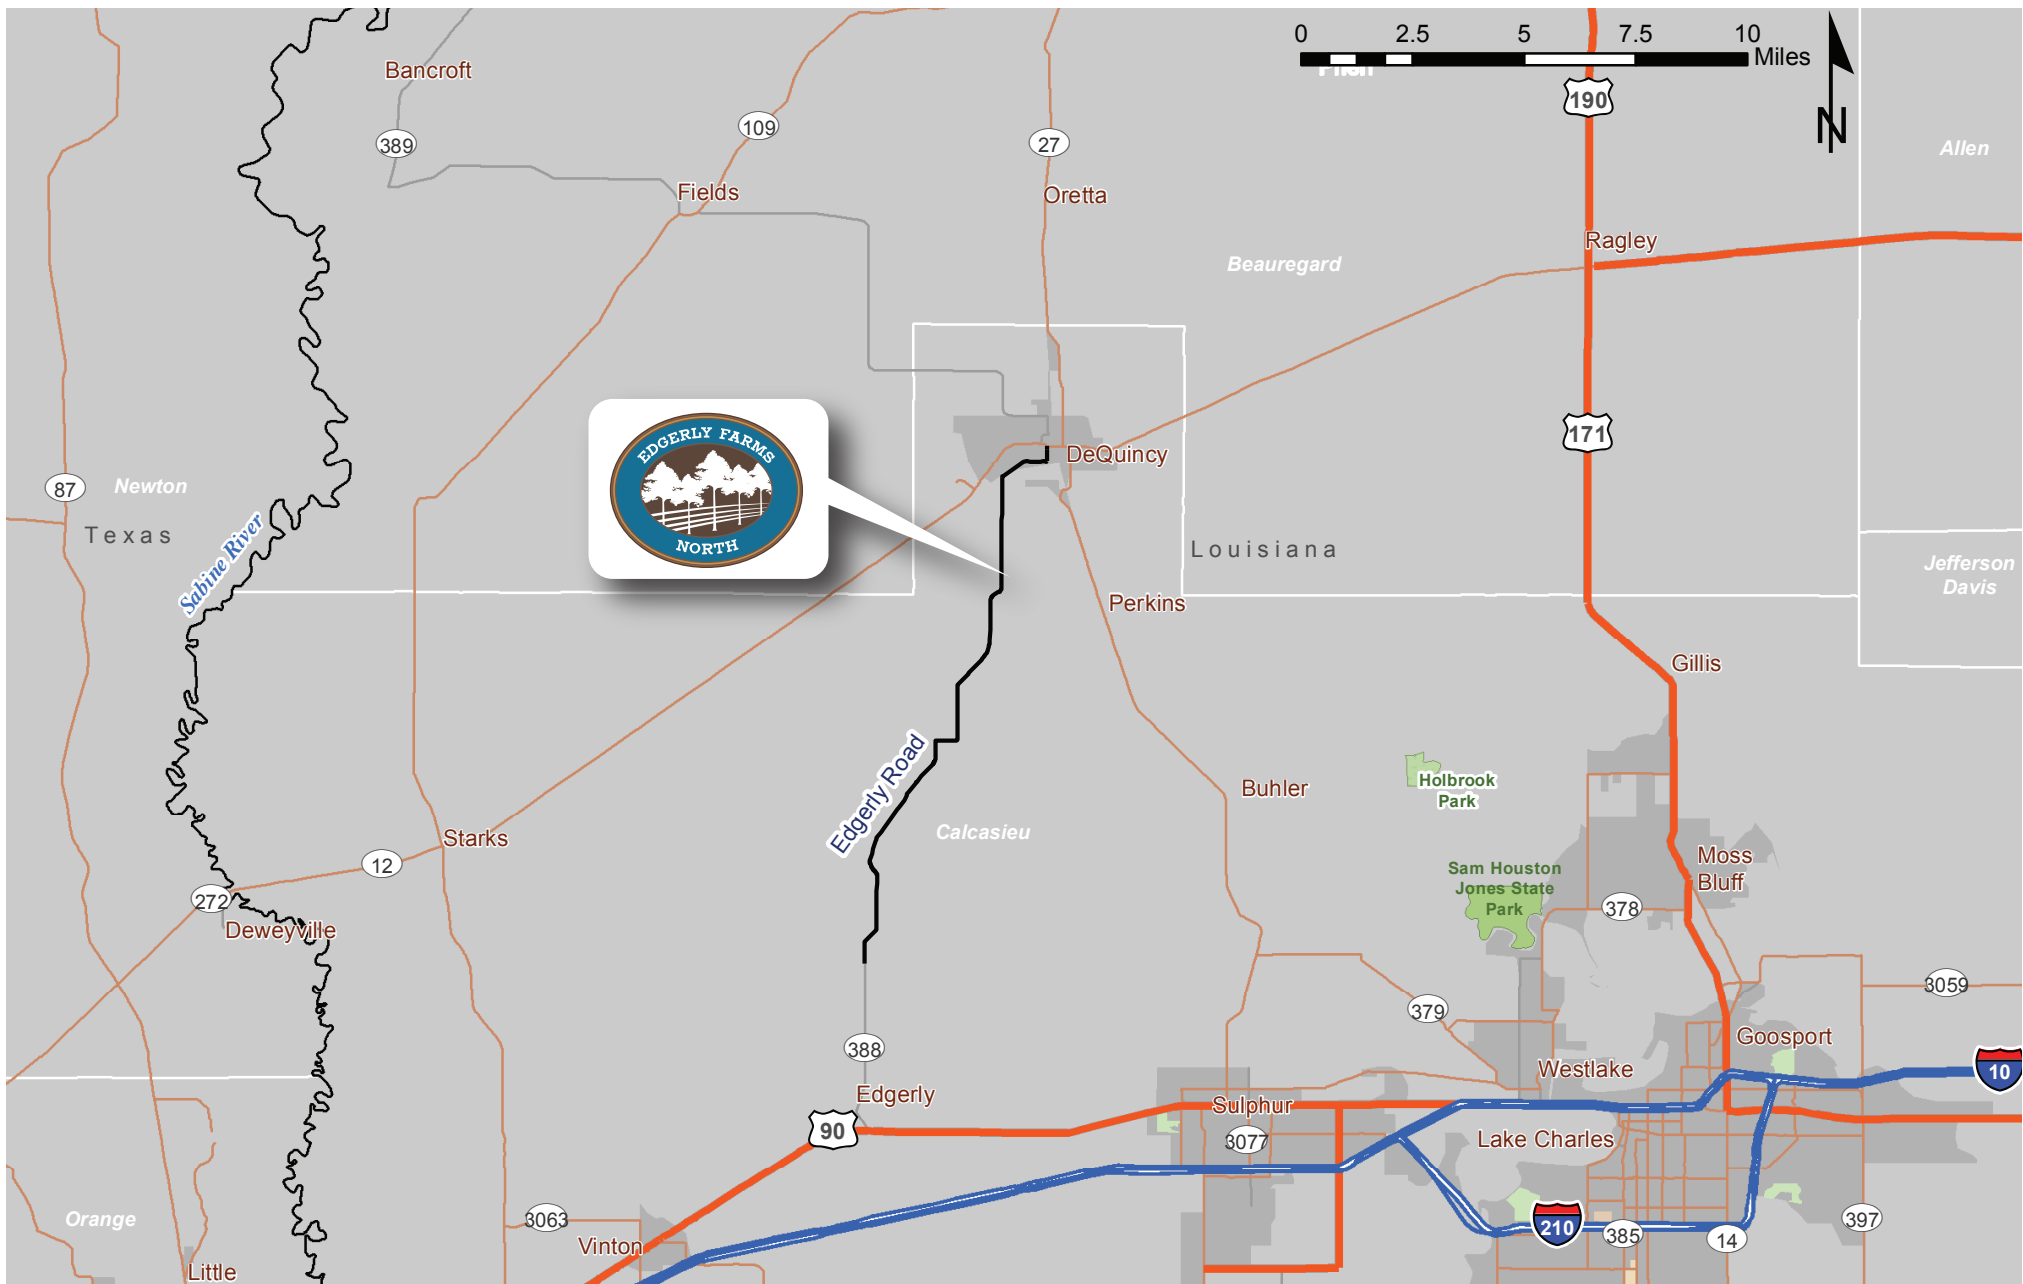 0 2.5 5 7.5 10
Miles
N
Bancroft
389
109
27
190
Allen
Fields
Oretta
Ragley
Beauregard
171
EDGERLY FARMS
NORTH
DeQuincy
87
Newton
Texas
Sabine River
Louisiana
Jefferson
Davis
Perkins
Gillis
Edgerly Road
Holbrook
Park
Buhler
Calcasieu
Starks
12
272
Deweyville
Sam Houston
Jones State
Park
Moss
Bluff
378
3059
379
388
Goosport
Westlake
10
Edgerly
90
Sulphur
3077
Lake Charles
Orange
3063
Vinton
210
385
14
397
Little